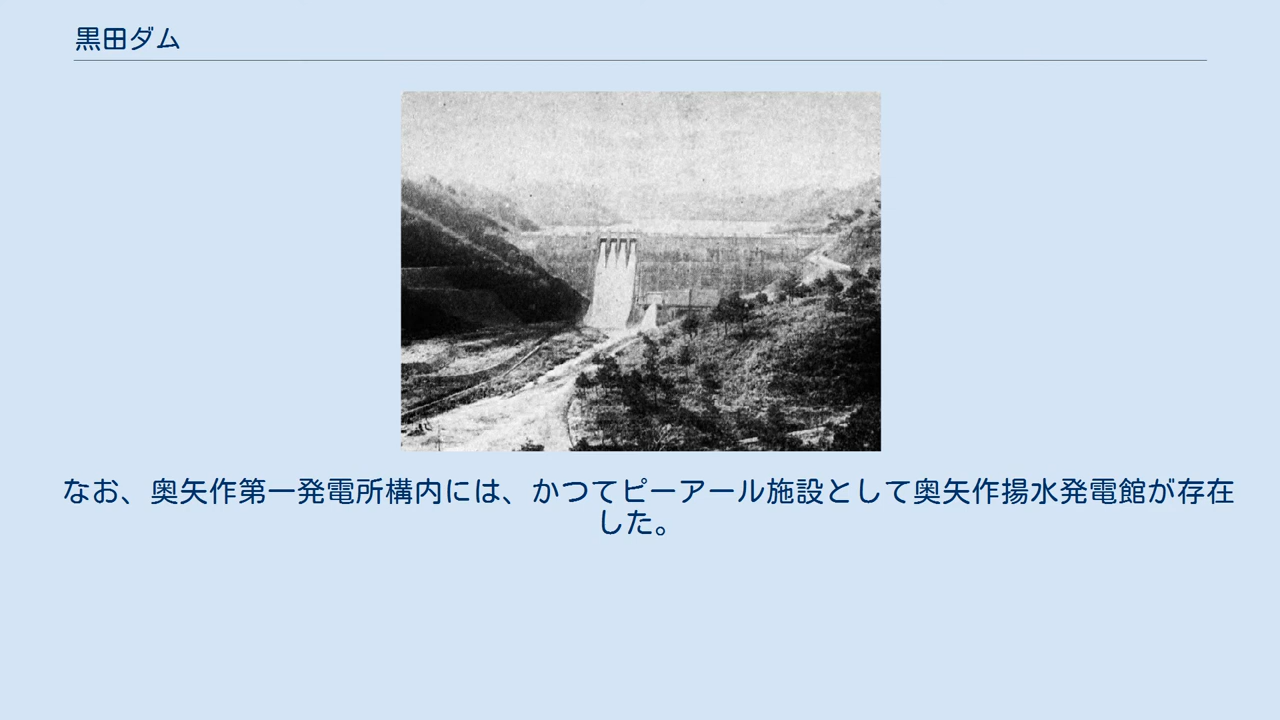 黒田ダム
なお、奥矢作第一発電所構内には、かつてピーアール施設として奥矢作揚水発電館が存在
した。